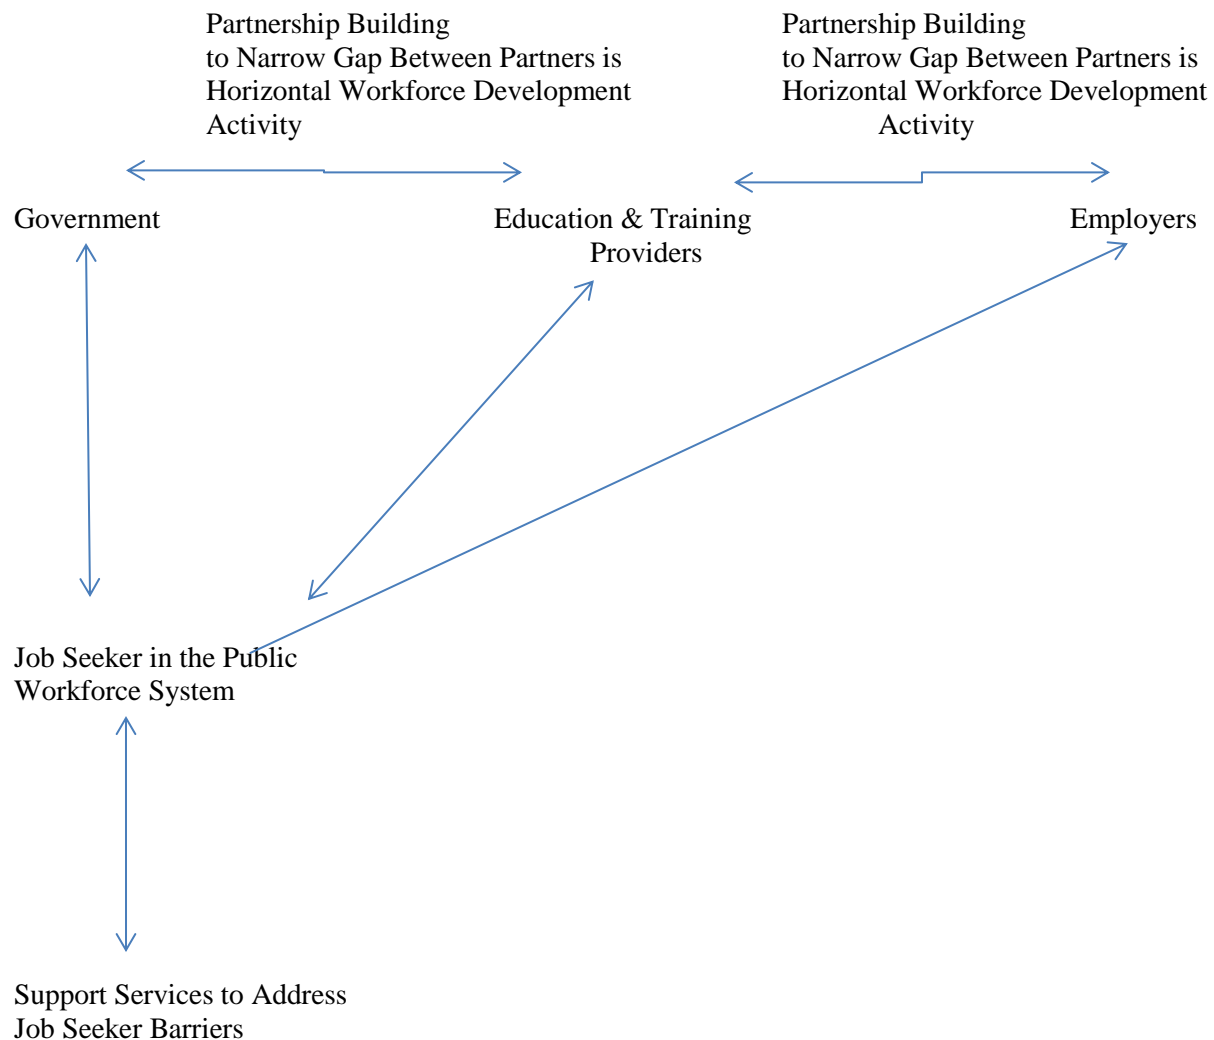 Partnership Building
to Narrow Gap Between Partners is
Horizontal Workforce Development
Activity
Partnership Building
to Narrow Gap Between Partners is
Horizontal Workforce Development
Activity
Government
Education & Training
Providers
Employers
Job Seeker in the Public
Workforce System
Support Services to Address
Job Seeker Barriers